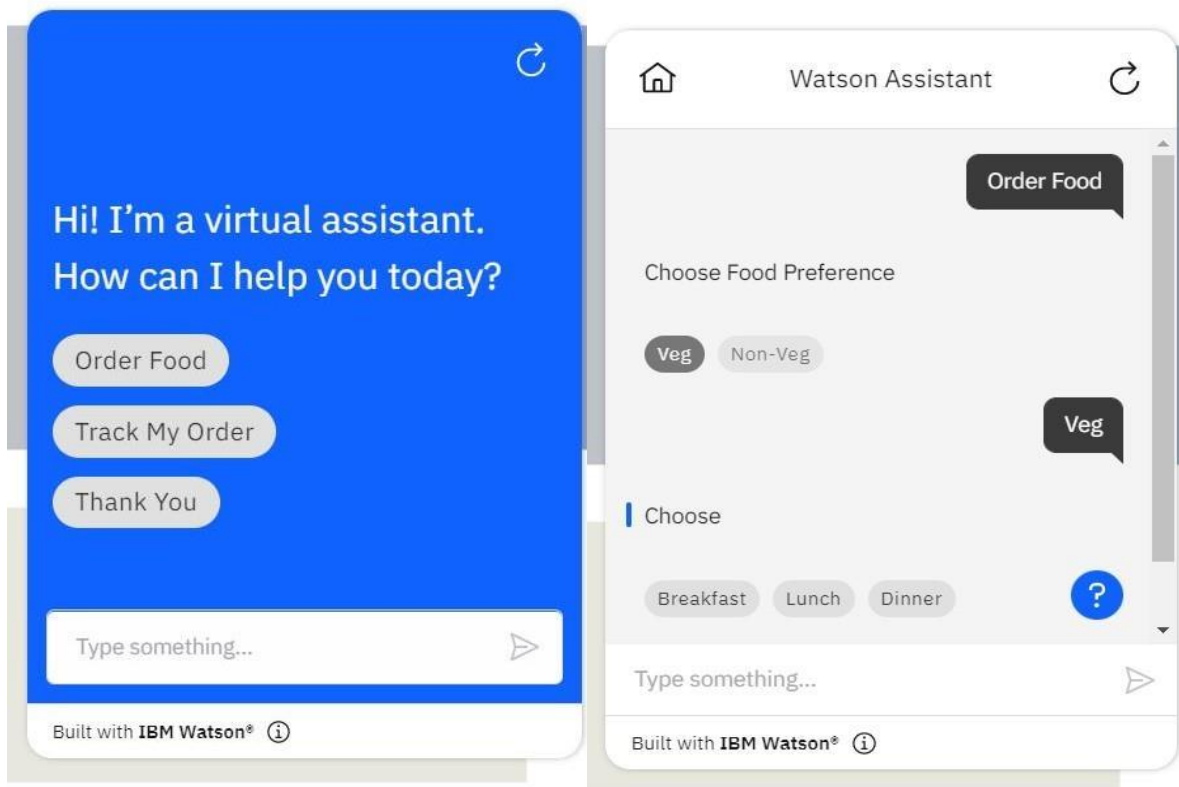 Hi! I’m a virtual assistant.
How can I help you today?
Order Food
Track My Order
Thank You
Type something...
Built with IBM Watson®
Watson Assistant
Order Food
Choose Food Preference
Veg Non-Veg
Veg
Choose
Breakfast Lunch Dinner
?
Type something...
Built with IBM Watson®